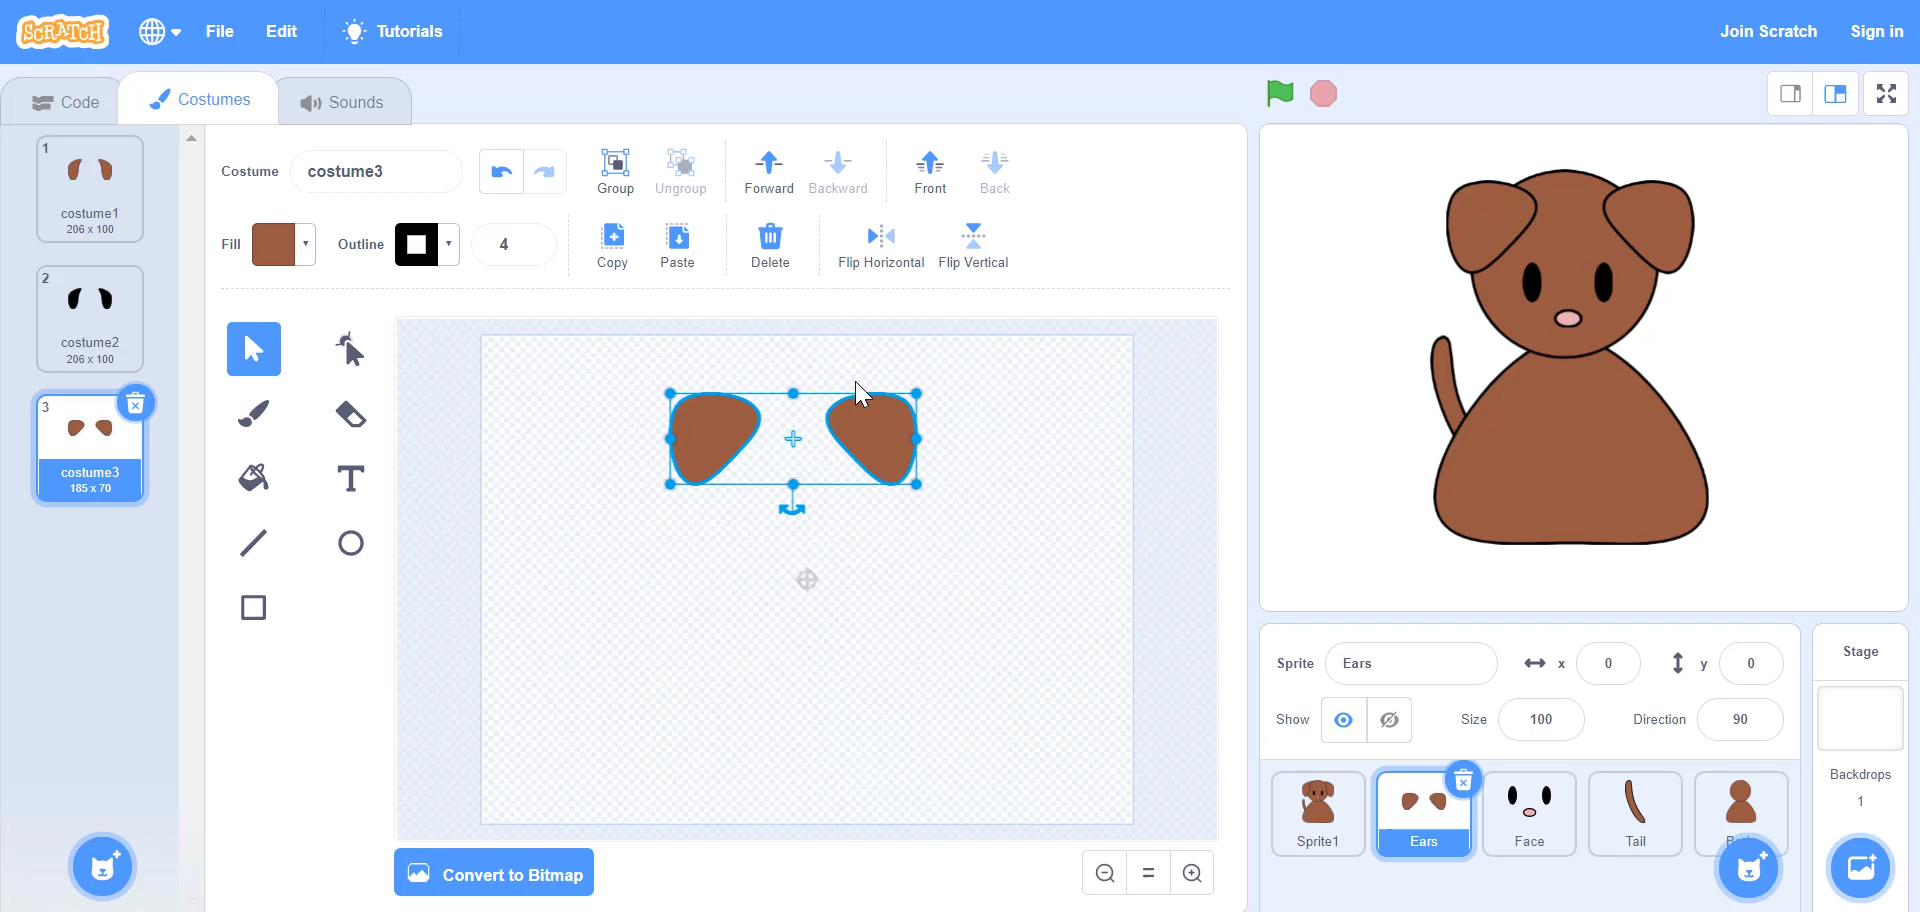 SCRATCH File Edit Tutorials Join Scratch Sign in
Code Costumes Sounds
1
costume1
206 x 100
2
costume2
206 x 100
3
costume3
185 x 70
Costume costume3 Group Ungroup Forward Backward Front Back
Fill Outline 4 Copy Paste Delete Flip Horizontal Flip Vertical
T
Convert to Bitmap
=
Sprite Ears x 0 y 0
Show Size 100 Direction 90
Sprite1 Ears Face Tail
Stage
Backdrops
1